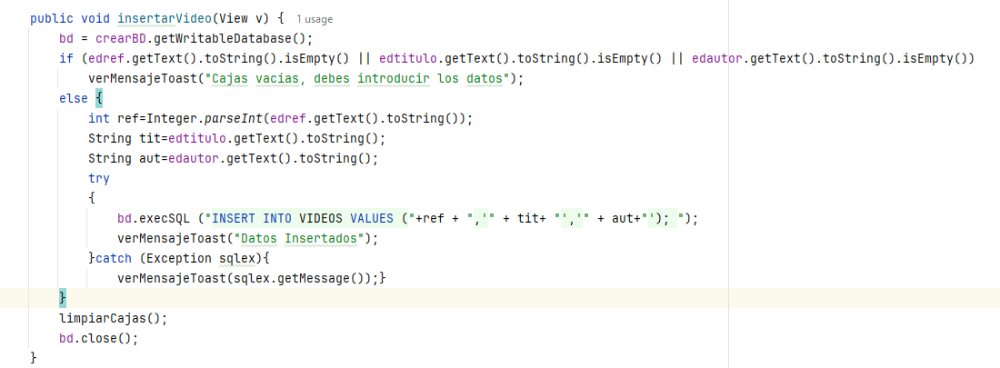 public void insertarVideo(View v) { 1 usage
bd = crearBD.getWritableDatabase();
if (edref.getText().toString().isEmpty() || edtitulo.getText().toString().isEmpty() || edautor.getText().toString().isEmpty())
verMensajeToast("Cajas vacías, debes introducir los datos");
else {
int ref=Integer.parseInt(edref.getText().toString());
String tit=edtitulo.getText().toString();
String aut=edautor.getText().toString();
try
{
bd.execSQL ("INSERT INTO VIDEOS VALUES ("+ref + ",'" + tit+ "','" + aut+"'); ");
verMensajeToast("Datos Insertados");
}catch (Exception sqlex){
verMensajeToast(sqlex.getMessage());}
}
limpiarCajas();
bd.close();
}